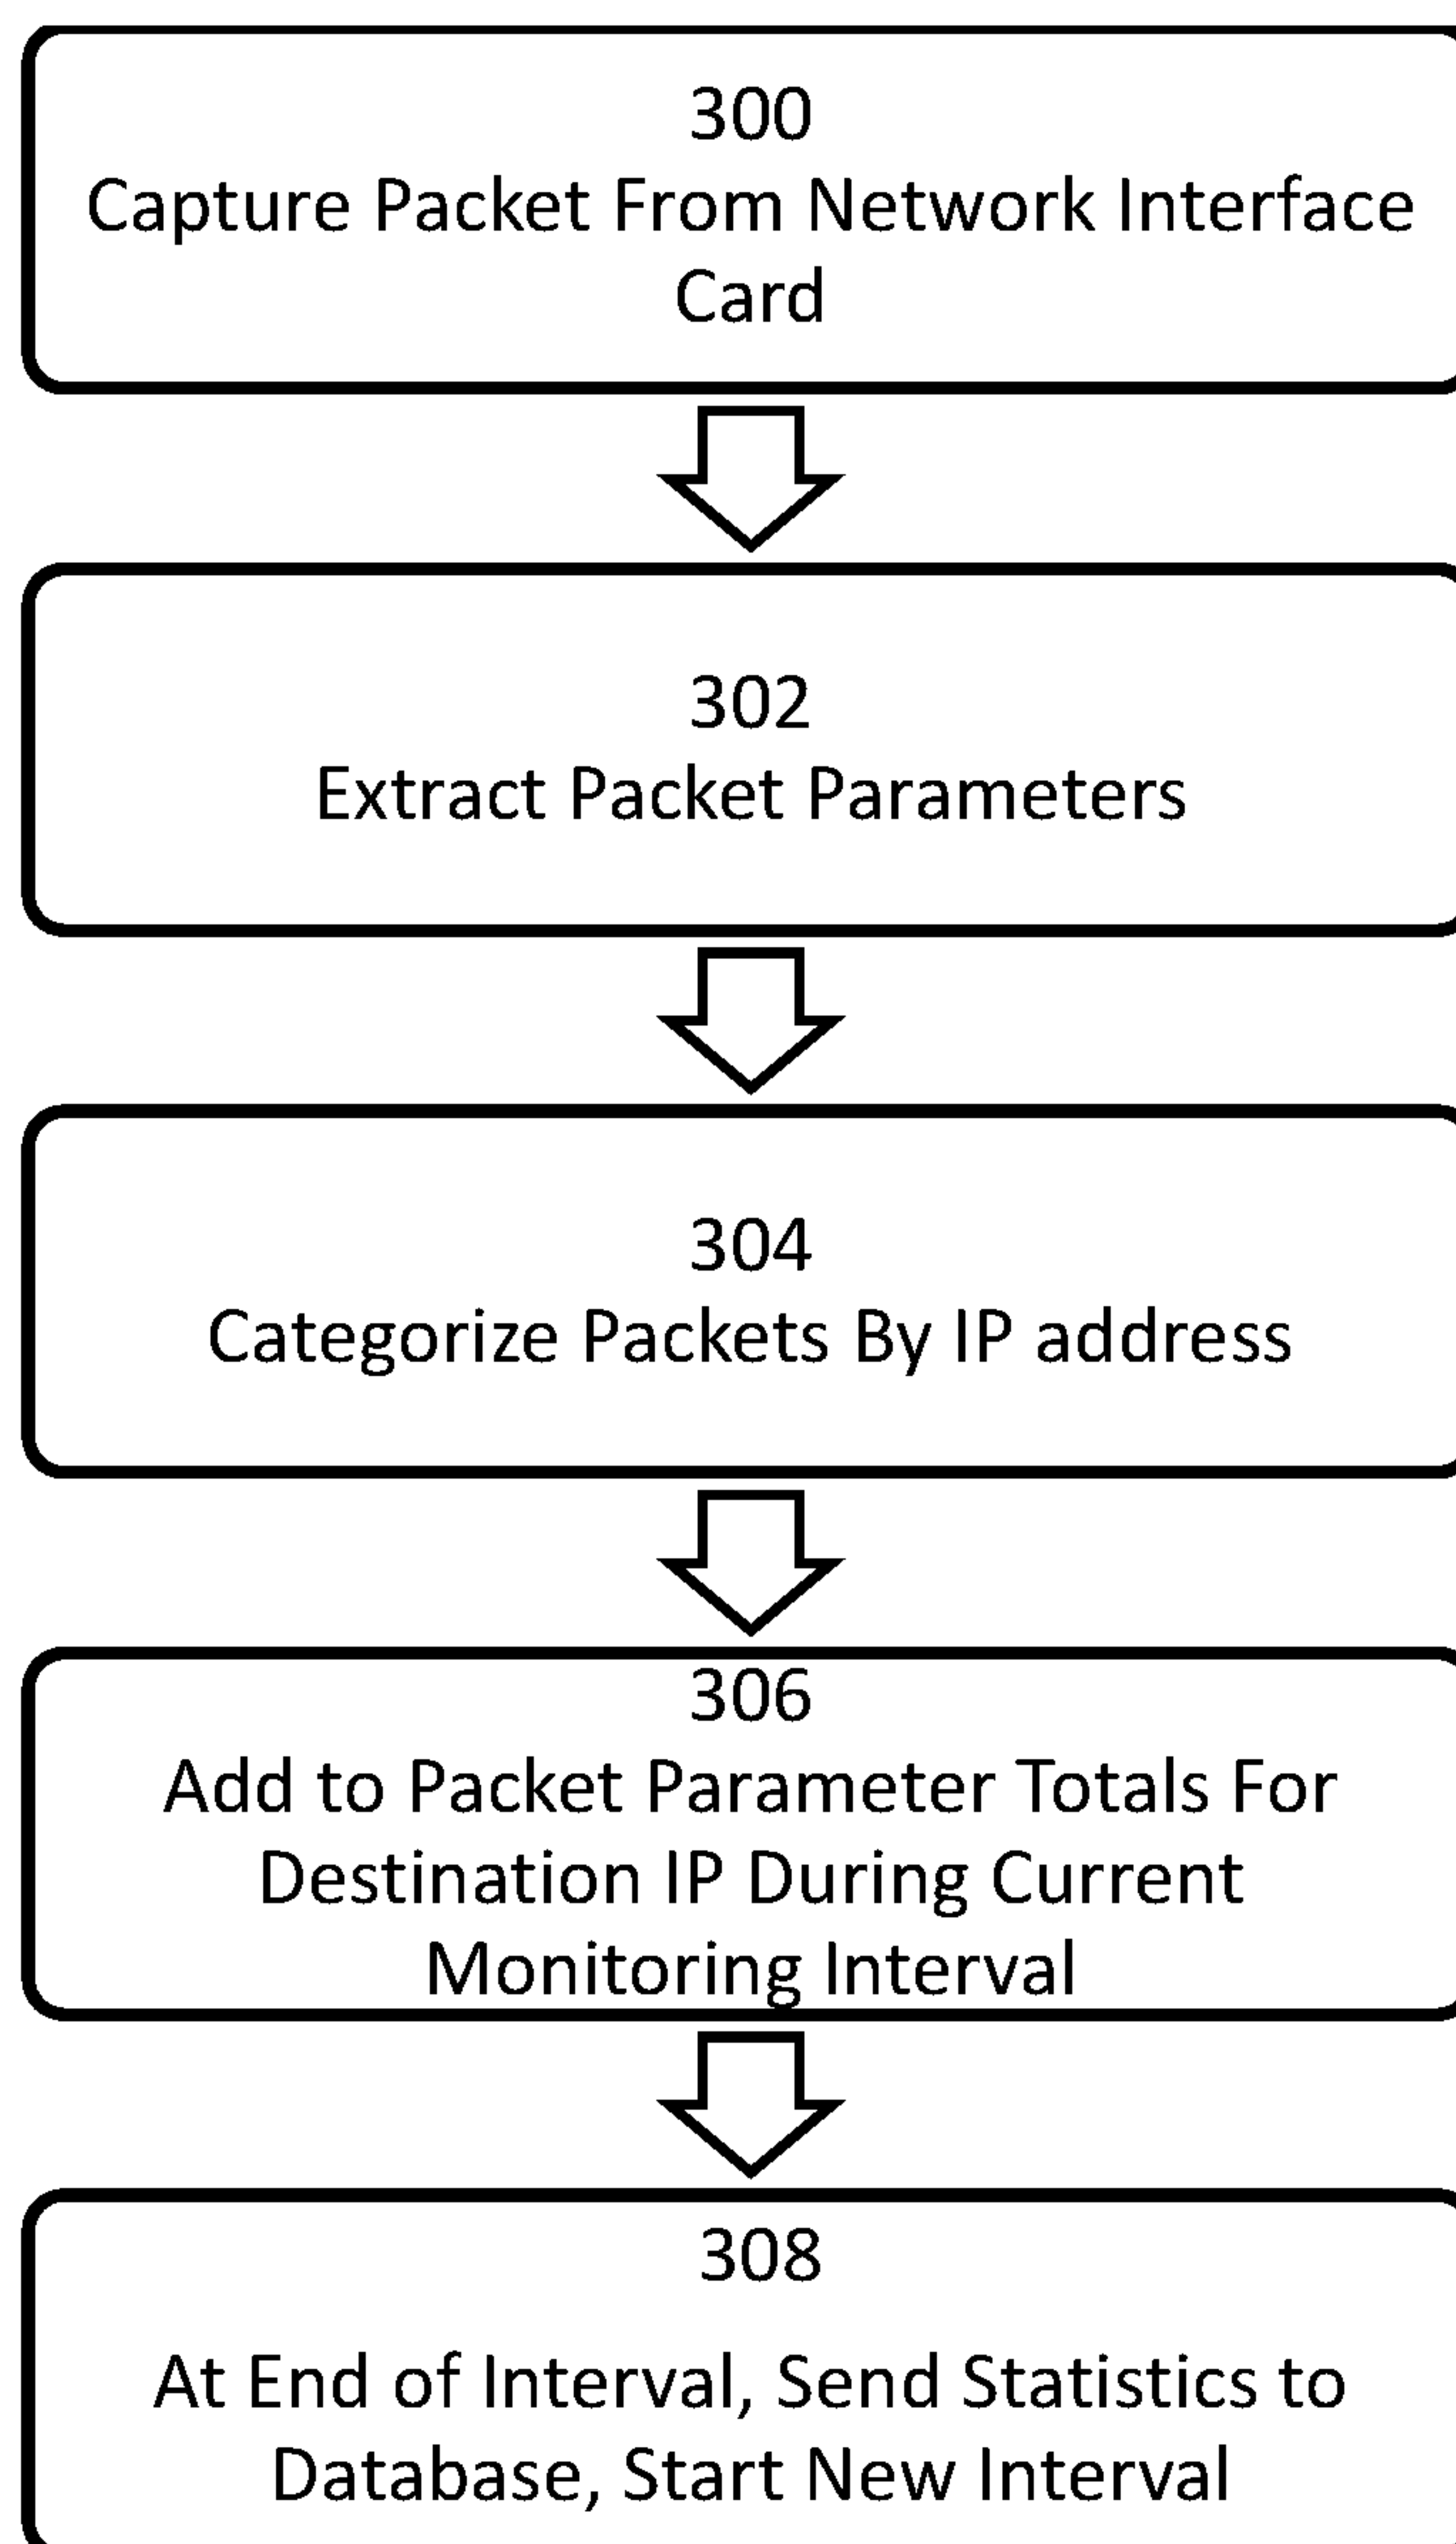 300
Capture Packet From Network Interface
Card
302
Extract Packet Parameters
304
Categorize Packets By IP address
306
Add to Packet Parameter Totals For
Destination IP During Current
Monitoring Interval
308
At End of Interval, Send Statistics to
Database, Start New Interval